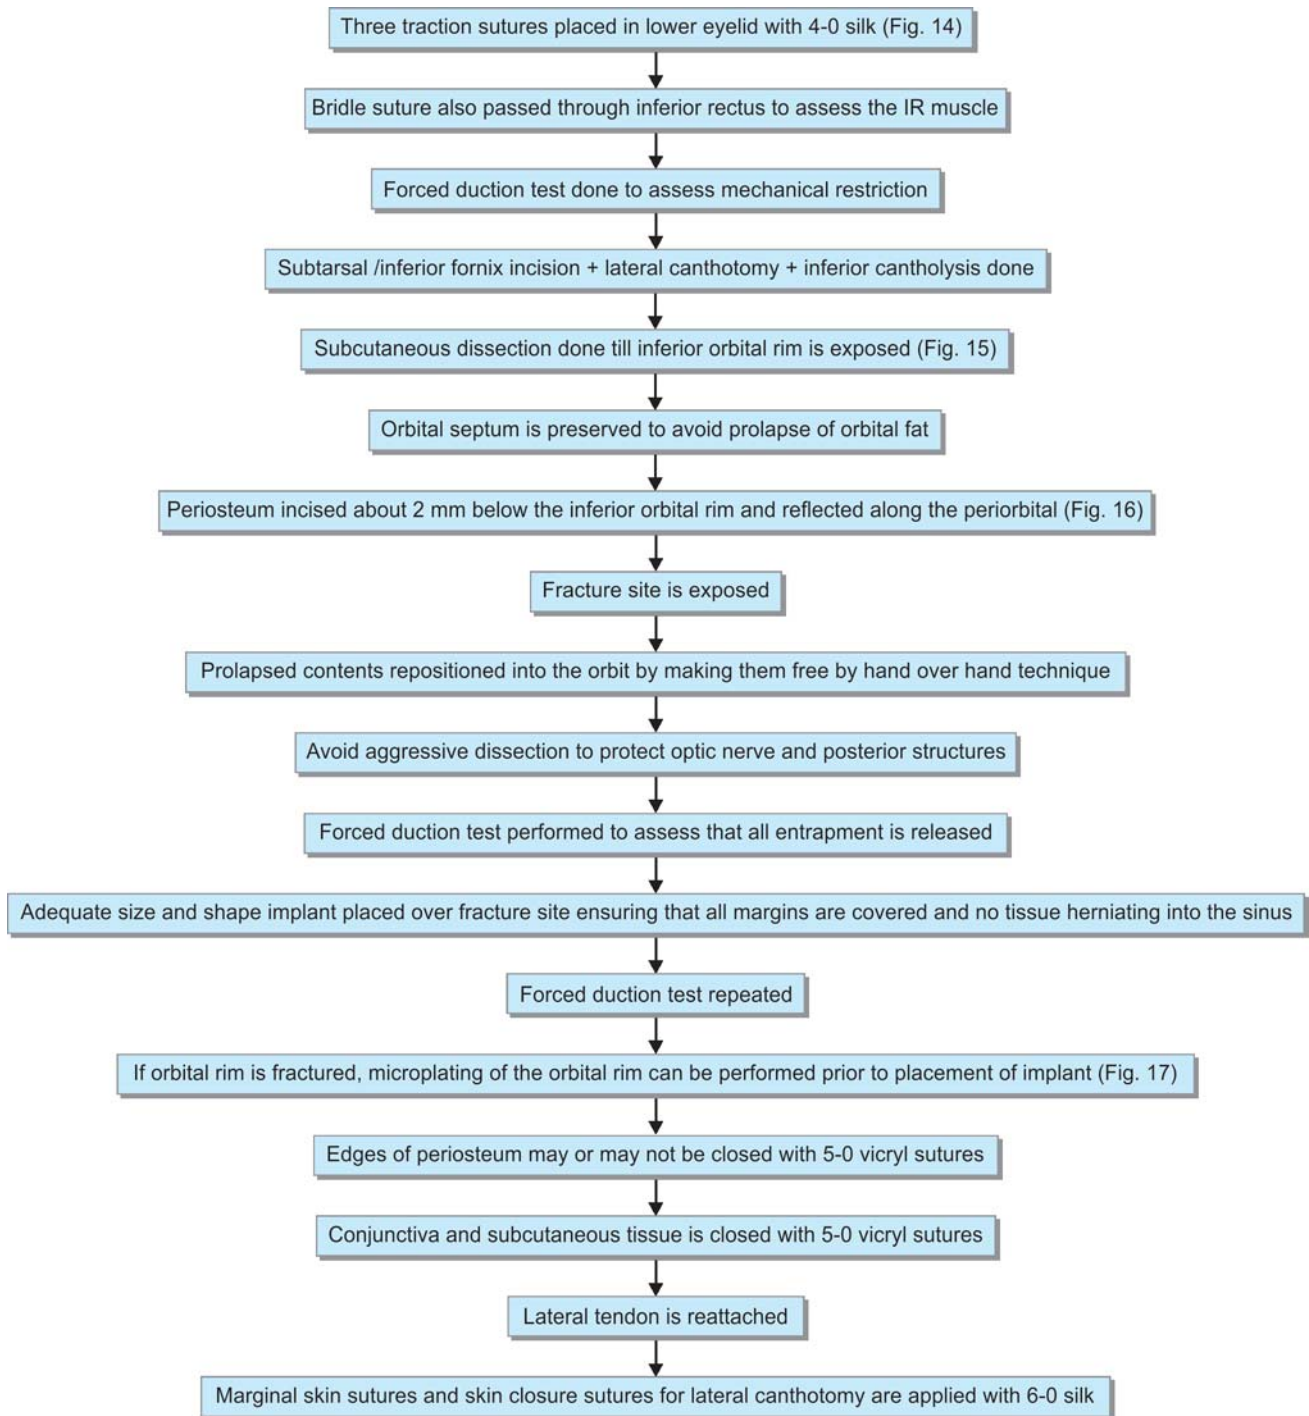 Three traction sutures placed in lower eyelid with 4-0 silk (Fig. 14)
Bridle suture also passed through inferior rectus to assess the IR muscle
Forced duction test done to assess mechanical restriction
Subtarsal /inferior fornix incision + lateral canthotomy + inferior cantholysis done
Subcutaneous dissection done till inferior orbital rim is exposed (Fig. 15)
Orbital septum is preserved to avoid prolapse of orbital fat
Periosteum incised about 2 mm below the inferior orbital rim and reflected along the periorbital (Fig. 16)
Fracture site is exposed
Prolapsed contents repositioned into the orbit by making them free by hand over hand technique
Avoid aggressive dissection to protect optic nerve and posterior structures
Forced duction test performed to assess that all entrapment is released
Adequate size and shape implant placed over fracture site ensuring that all margins are covered and no tissue herniating into the sinus
Forced duction test repeated
If orbital rim is fractured, microplating of the orbital rim can be performed prior to placement of implant (Fig. 17)
Edges of periosteum may or may not be closed with 5-0 vicryl sutures
Conjunctiva and subcutaneous tissue is closed with 5-0 vicryl sutures
Lateral tendon is reattached
Marginal skin sutures and skin closure sutures for lateral canthotomy are applied with 6-0 silk